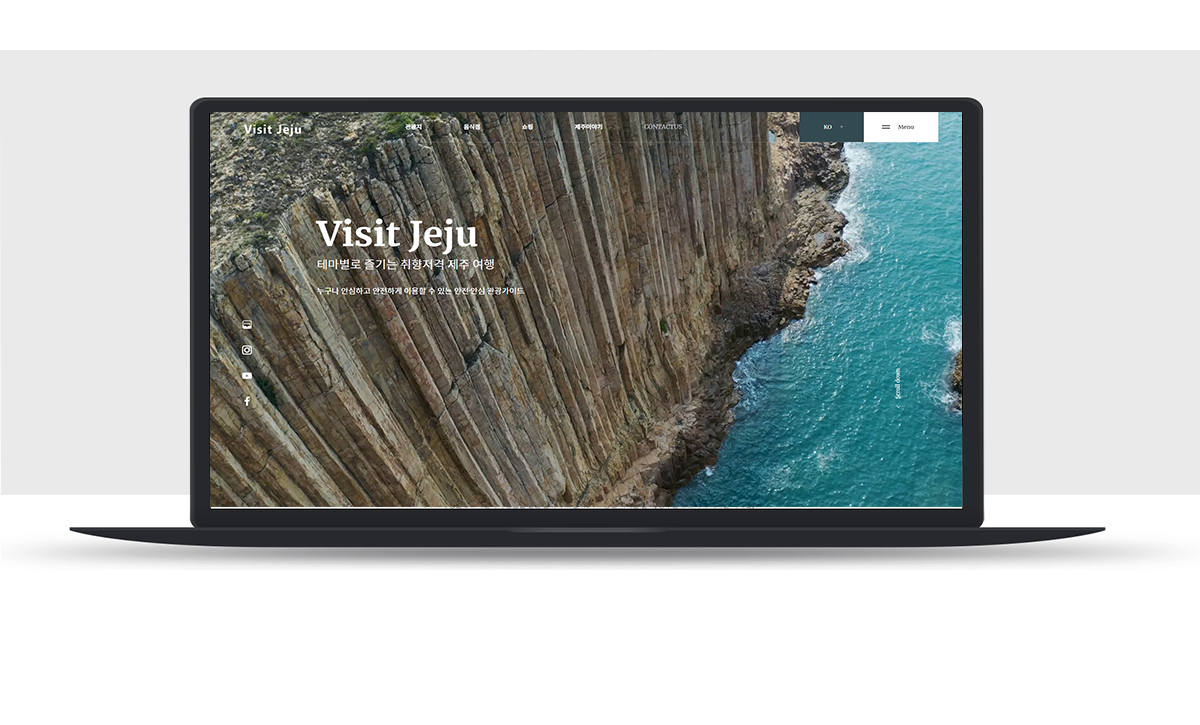 Visit Jeju
관광지 음식점 쇼핑 제주이야기 CONTACTUS KO + Menu
Visit Jeju
테마별로 즐기는 취향저격 제주 여행
누구나 안심하고 안전하게 이용할 수 있는 안전·안심 관광가이드
Scroll down